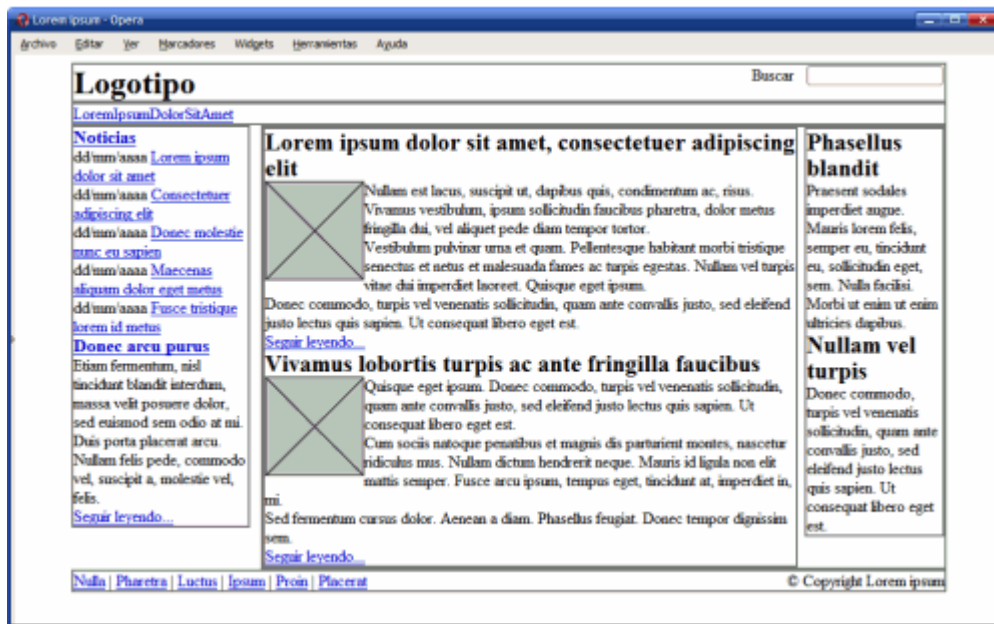 Lorem ipsum - Opera
Archivo Editar Ver Marcadores Widgets Herramientas Ayuda
Logotipo
Buscar
LoremIpsumDolorSitAmet
Noticias
dd/mm/aaaa Lorem ipsum
dolor sit amet
dd/mm/aaaa Consectetuer
adipiscing elit
dd/mm/aaaa Donec molestie
nunc eu sapien
dd/mm/aaaa Maecenas
aliquam dolor eget metus
dd/mm/aaaa Fusce tristique
lorem id metus
Donec arcu purus
Etiam fermentum, nisl
tincidunt blandit interdum,
massa velit posuere dolor,
sed euismod sem odio at mi.
Duis porta placerat arcu.
Nullam felis pede, commodo
vel, suscipit a, molestie vel,
felis.
Seguir leyendo...
Lorem ipsum dolor sit amet, consectetuer adipiscing
elit
Nullam est lacus, suscipit ut, dapibus quis, condimentum ac, risus.
Vivamus vestibulum, ipsum sollicitudin faucibus pharetra, dolor metus
fringilla dui, vel aliquet pede diam tempor tortor.
Vestibulum pulvinar urna et quam. Pellentesque habitant morbi tristique
senectus et netus et malesuada fames ac turpis egestas. Nullam vel turpis
vitae dui imperdiet laoreet. Quisque eget ipsum.
Donec commodo, turpis vel venenatis sollicitudin, quam ante convallis justo, sed eleifend
justo lectus quis sapien. Ut consequat libero eget est.
Seguir leyendo...
Vivamus lobortis turpis ac ante fringilla faucibus
Quisque eget ipsum. Donec commodo, turpis vel venenatis sollicitudin,
quam ante convallis justo, sed eleifend justo lectus quis sapien. Ut
consequat libero eget est.
Cum sociis natoque penatibus et magnis dis parturient montes, nascetur
ridiculus mus. Nullam dictum hendrerit neque. Mauris id ligula non elit
mattis semper. Fusce arcu ipsum, tempus eget, tincidunt at, imperdiet in,
mi.
Sed fermentum cursus dolor. Aenean a diam. Phasellus feugiat. Donec tempor dignissim
sem.
Seguir leyendo...
Phasellus
blandit
Praesent sodales
imperdiet augue.
Mauris lorem felis,
semper eu, tincidunt
eu, sollicitudin eget,
sem. Nulla facilisi.
Morbi ut enim ut enim
ultricies dapibus.
Nullam vel
turpis
Donec commodo,
turpis vel venenatis
sollicitudin, quam ante
convallis justo, sed
eleifend justo lectus
quis sapien. Ut
consequat libero eget
est.
Nulla | Pharetra | Luctus | Ipsum | Proin | Placerat
© Copyright Lorem ipsum